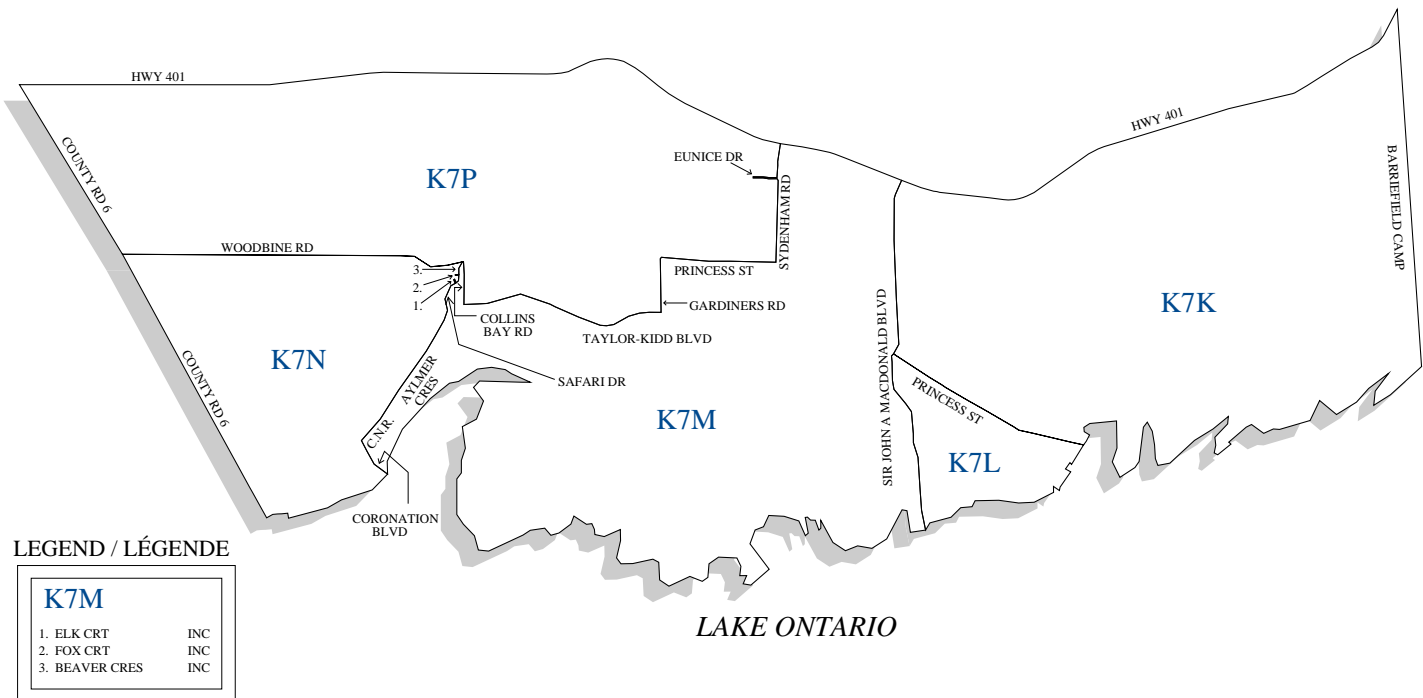 HWY 401
HWY 401
EUNICE DR
COUNTY RD 6
K7P
SYDENHAM RD
BARRIEFIELD CAMP
WOODBINE RD
3.
2.
1.
PRINCESS ST
GARDINERS RD
COLLINS
BAY RD
TAYLOR-KIDD BLVD
SIR JOHN A MACDONALD BLVD
K7K
K7N
COUNTY RD 6
AYLMER
CRES
SAFARI DR
PRINCESS ST
K7M
C.N.R.
K7L
CORONATION
BLVD
LAKE ONTARIO
LEGEND / LÉGENDE
K7M
1. ELK CRT INC
2. FOX CRT INC
3. BEAVER CRES INC